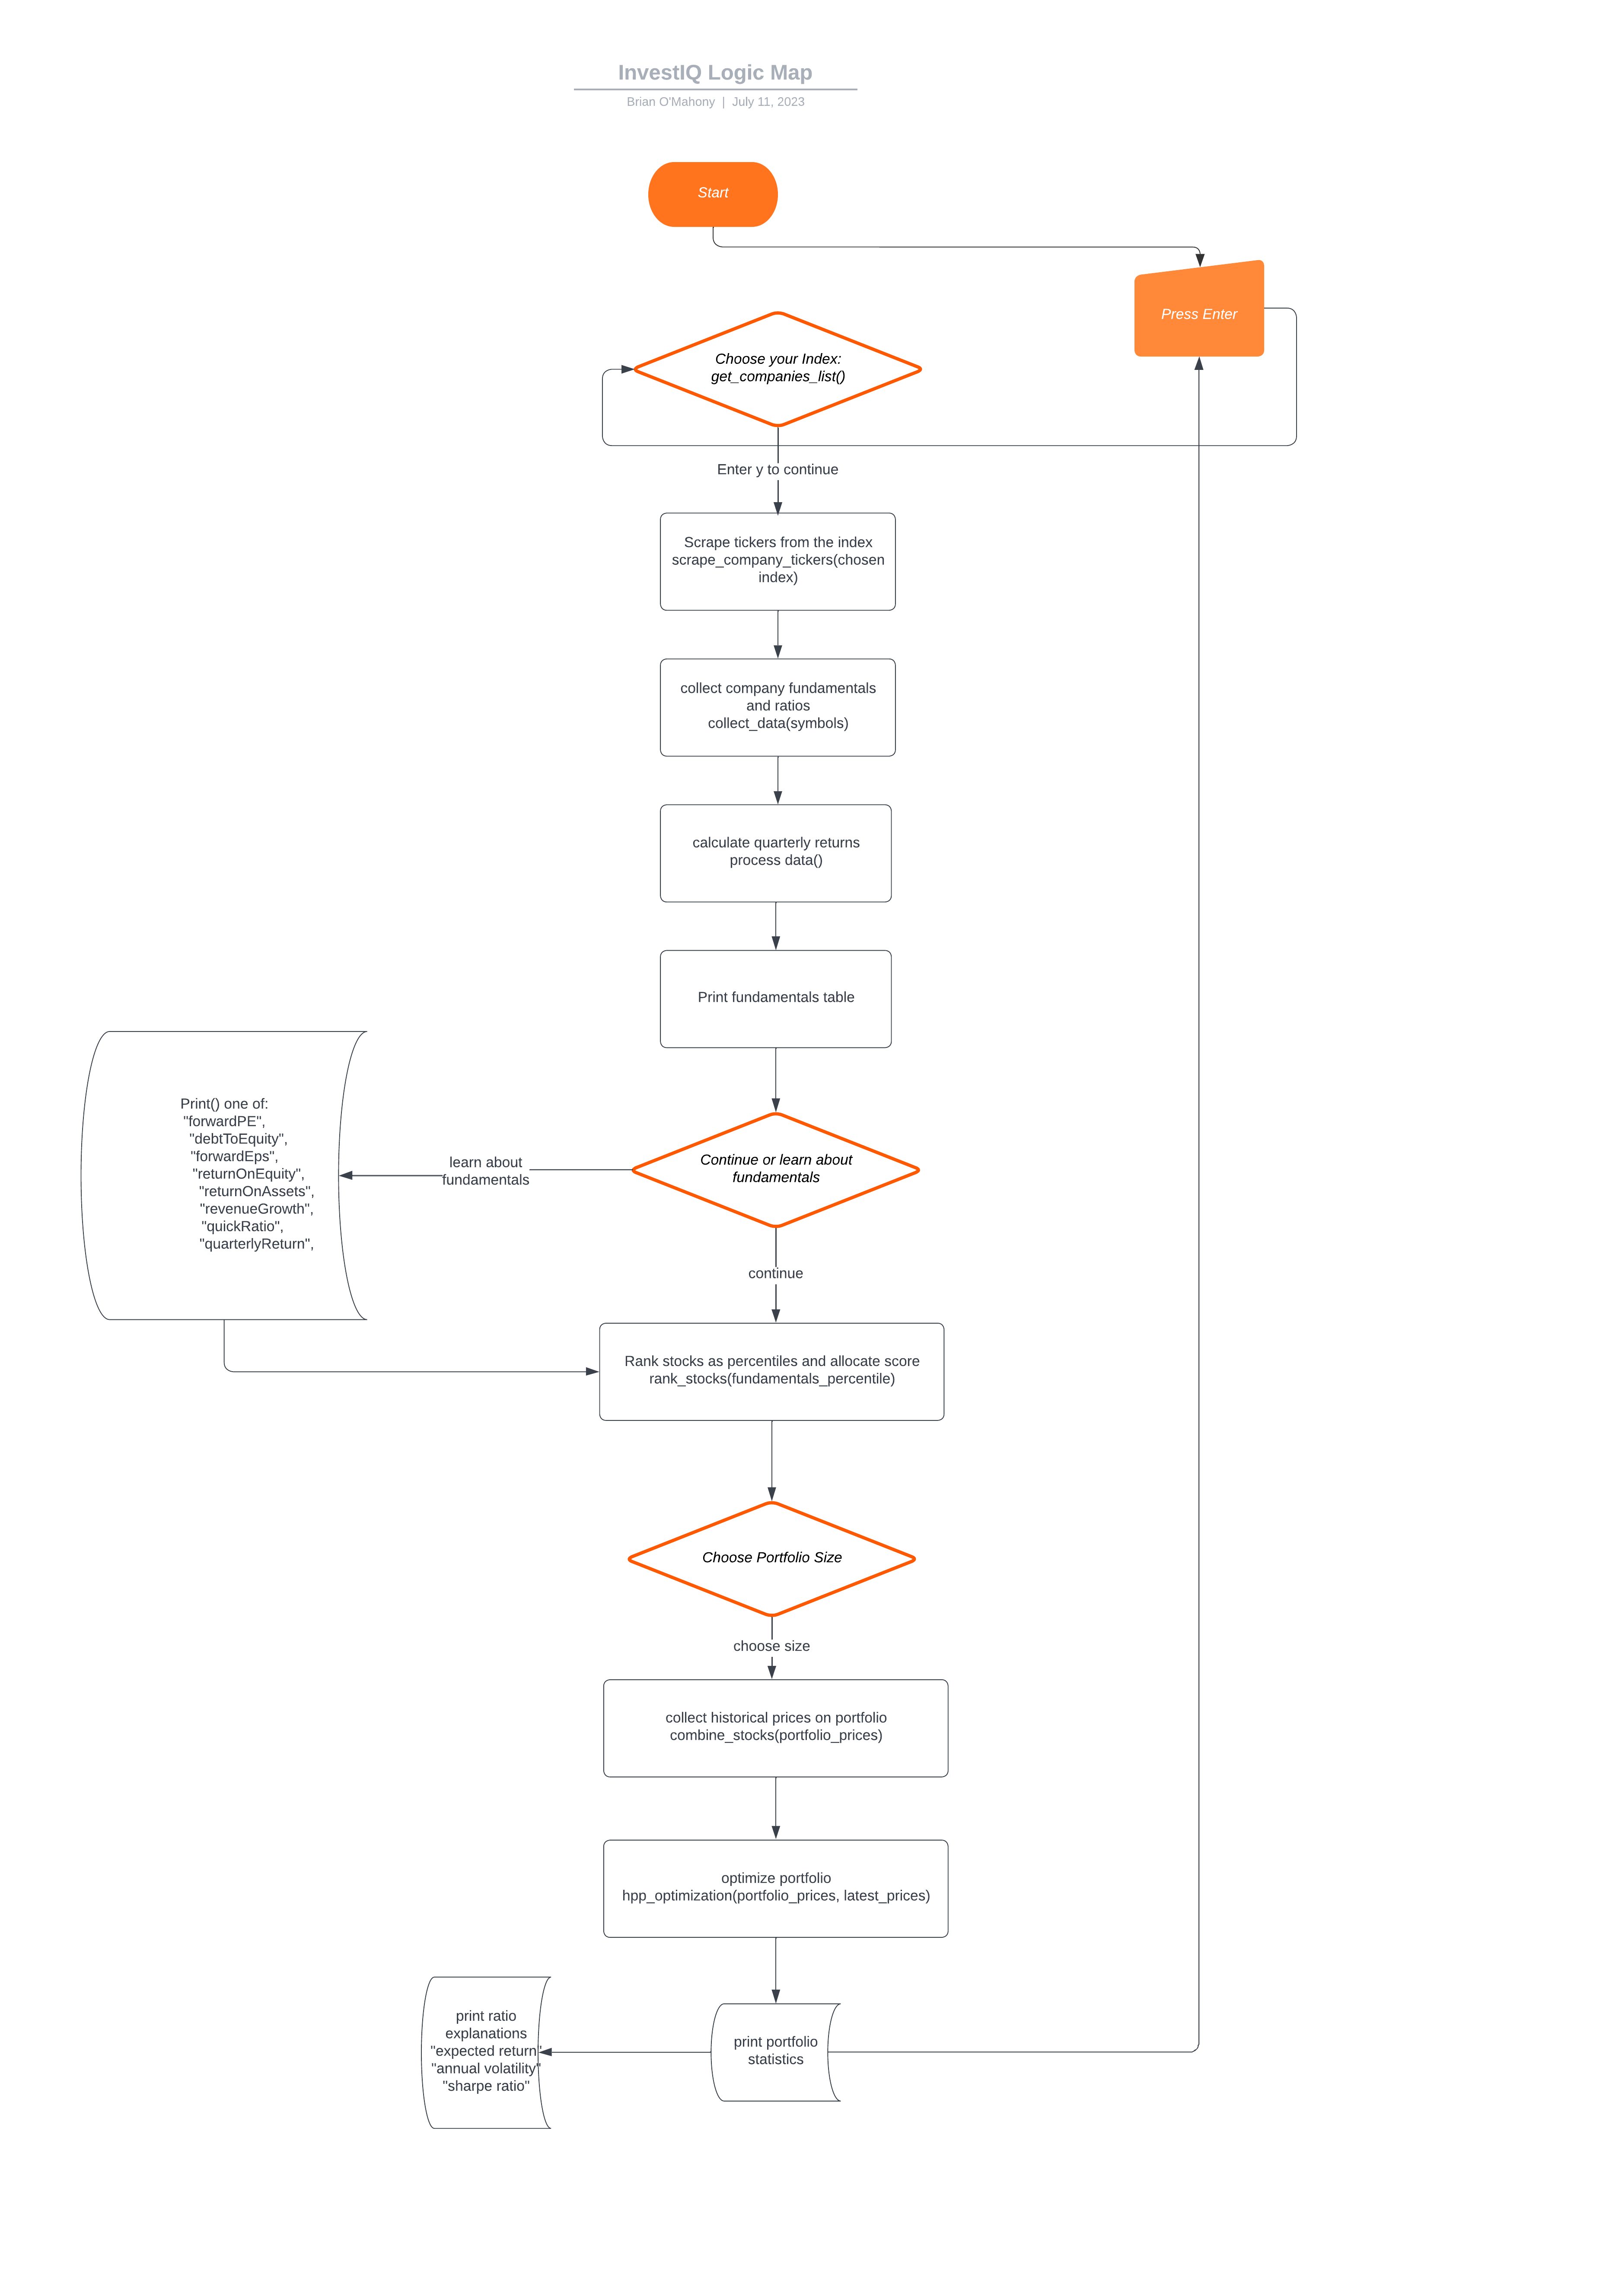 InvestIQ Logic Map
Brian O'Mahony | July 11, 2023
Start
Press Enter
Choose your Index:
get_companies_list()
Enter y to continue
Scrape tickers from the index
scrape_company_tickers(chosen
index)
collect company fundamentals
and ratios
collect_data(symbols)
calculate quarterly returns
process data()
Print fundamentals table
Print() one of:
"forwardPE",
"debtToEquity",
"forwardEps",
"returnOnEquity",
"returnOnAssets",
"revenueGrowth",
"quickRatio",
"quarterlyReturn",
learn about
fundamentals
Continue or learn about
fundamentals
continue
Rank stocks as percentiles and allocate score
rank_stocks(fundamentals_percentile)
Choose Portfolio Size
choose size
collect historical prices on portfolio
combine_stocks(portfolio_prices)
optimize portfolio
hpp_optimization(portfolio_prices, latest_prices)
print ratio
explanations
"expected return"
"annual volatility"
"sharpe ratio"
print portfolio
statistics